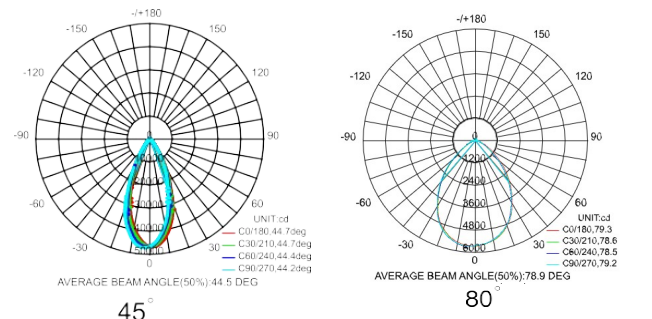 -/+180
-150
150
-120
120
-90
90
-60
60
-30
30
0
0
UNIT:cd
C0/180,44.7deg
C30/210,44.7deg
C60/240,44.4deg
C90/270,44.2deg
AVERAGE BEAM ANGLE(50%):44.5 DEG
45°
-/+180
-150
150
-120
120
-90
90
-60
60
-30
30
0
0
1200
2400
3600
4800
6000
UNIT:cd
C0/180,79.3
C30/210,78.6
C60/240,78.5
C90/270,79.2
AVERAGE BEAM ANGLE(50%):78.9 DEG
80°